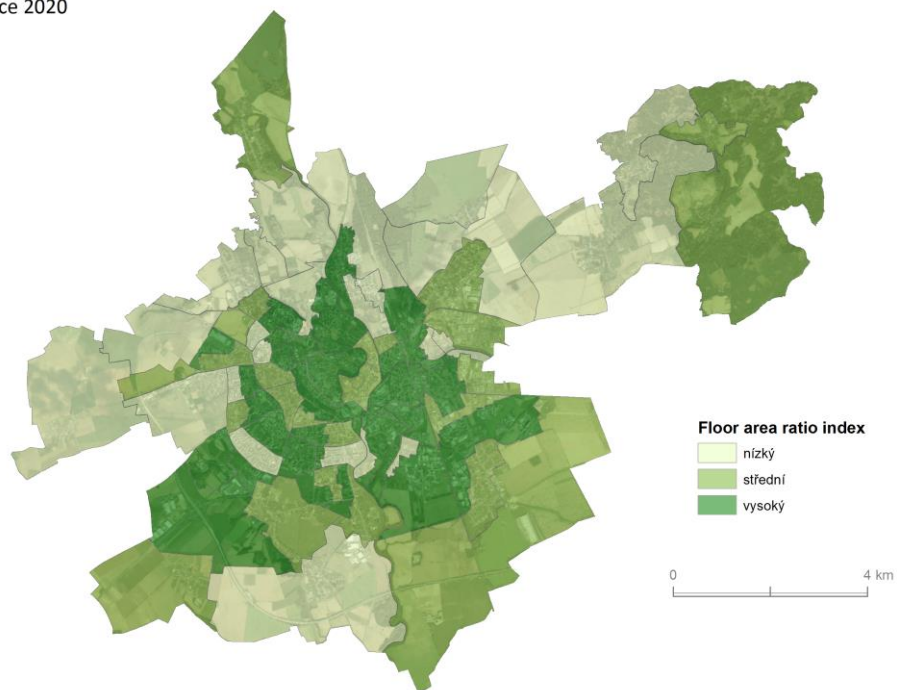 ce 2020
Floor area ratio index
nízký
střední
vysoký
0 4 km